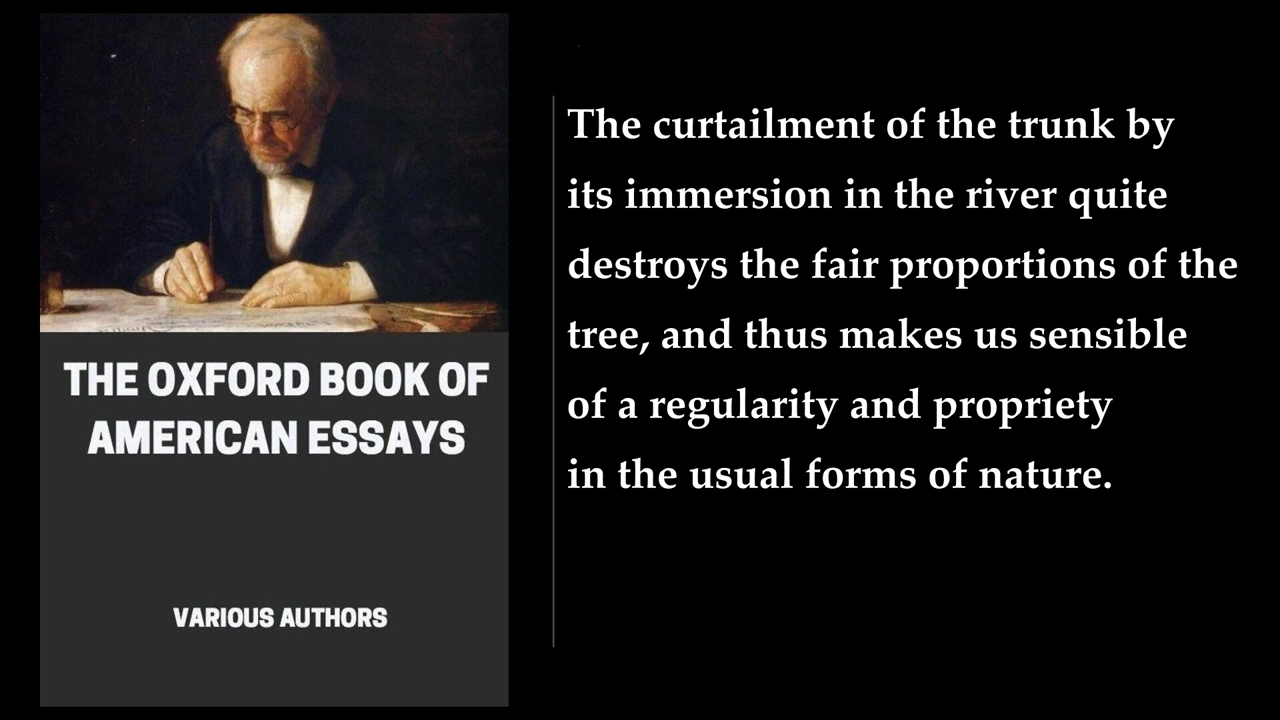 THE OXFORD BOOK OF
AMERICAN ESSAYS
VARIOUS AUTHORS
The curtailment of the trunk by
its immersion in the river quite
destroys the fair proportions of the
tree, and thus makes us sensible
of a regularity and propriety
in the usual forms of nature.